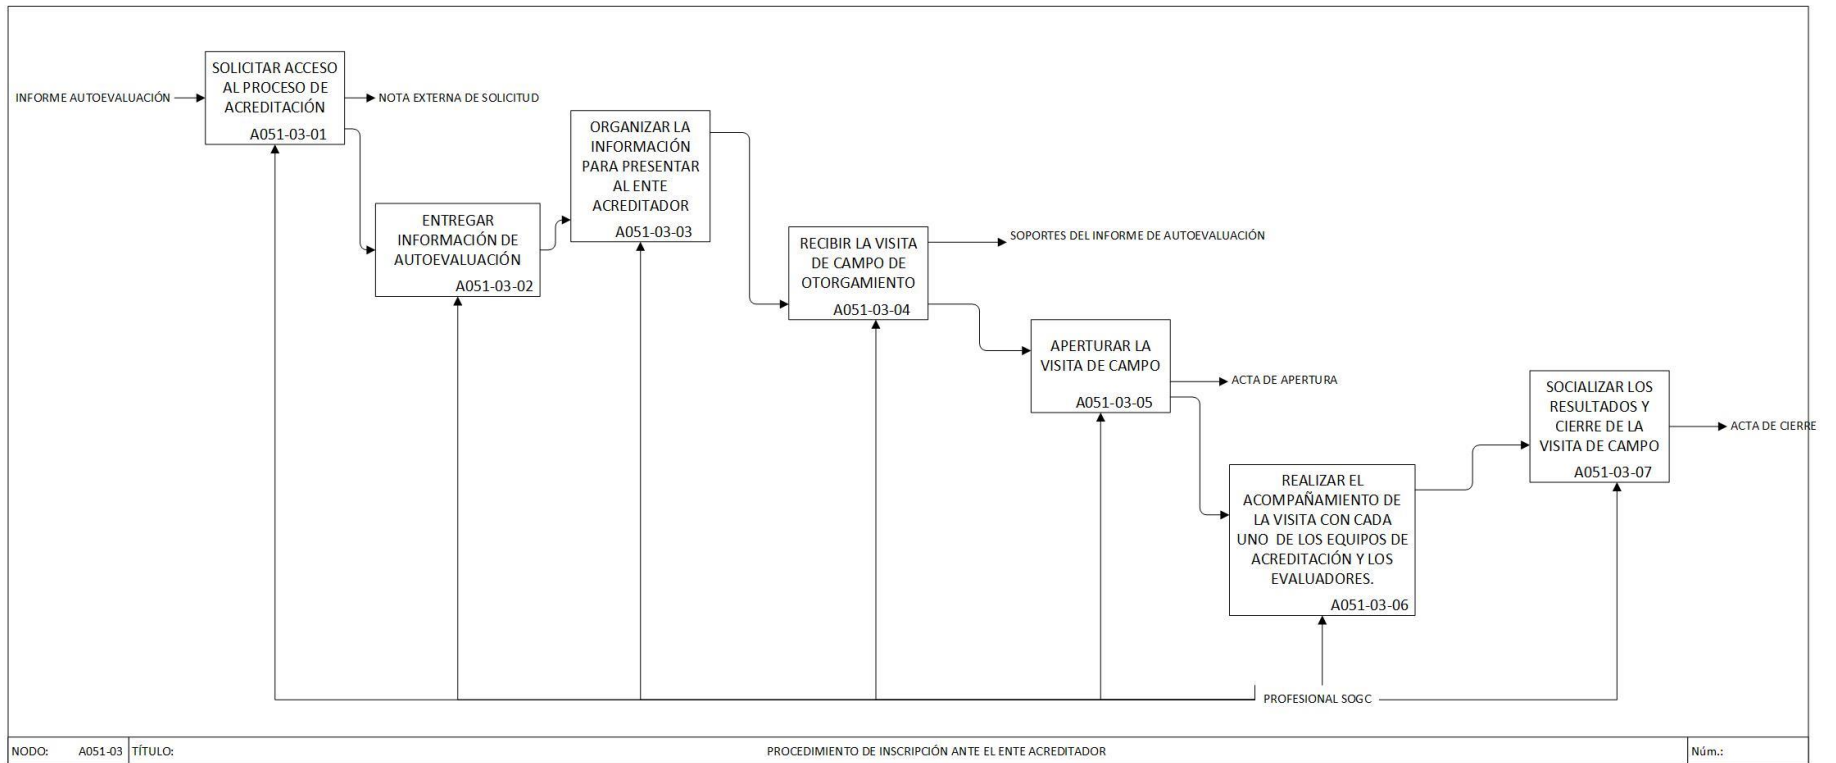 INFORME AUTOEVALUACIÓN
SOLICITAR ACCESO
AL PROCESO DE
ACREDITACIÓN
A051-03-01
NOTA EXTERNA DE SOLICITUD
ENTREGAR
INFORMACIÓN DE
AUTOEVALUACIÓN
A051-03-02
ORGANIZAR LA
INFORMACIÓN
PARA PRESENTAR
AL ENTE
ACREDITADOR
A051-03-03
RECIBIR LA VISITA
DE CAMPO DE
OTORGAMIENTO
A051-03-04
SOPORTES DEL INFORME DE AUTOEVALUACIÓN
APERTURAR LA
VISITA DE CAMPO
A051-03-05
ACTA DE APERTURA
REALIZAR EL
ACOMPAÑAMIENTO DE
LA VISITA CON CADA
UNO DE LOS EQUIPOS DE
ACREDITACIÓN Y LOS
EVALUADORES.
A051-03-06
SOCIALIZAR LOS
RESULTADOS Y
CIERRE DE LA
VISITA DE CAMPO
A051-03-07
ACTA DE CIERRE
PROFESIONAL SOGC
NODO: A051-03 TÍTULO: PROCEDIMIENTO DE INSCRIPCIÓN ANTE EL ENTE ACREDITADOR Núm.: